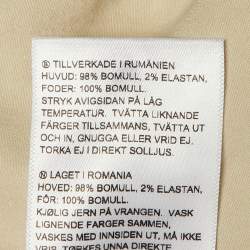 Ⓢ TILLVERKADE I RUMÄNIEN
HUVUD: 98% BOMULL, 2% ELASTAN,
FODER: 100% BOMULL.
STRYK AVIGSIDAN PÅ LÅG
TEMPERATUR. TVÄTTA LIKNANDE
FÄRGER TILLSAMMANS, TVÄTTA UT
OCH IN, GNUGG ELLER VRID EJ.
TORKA EJ I DIREKT SOLLJUS.
Ⓝ LAGET I ROMANIA
HOVED: 98% BOMULL, 2% ELASTAN,
FÔR: 100% BOMULL.
KJØLIG JERN PÅ VRANGEN. VASK
LIGNENDE FARGER SAMMEN,
VASKES MED INNSIDEN UT, MÅ IKKE
VRIS. TØRKES UNNA DIREKTE